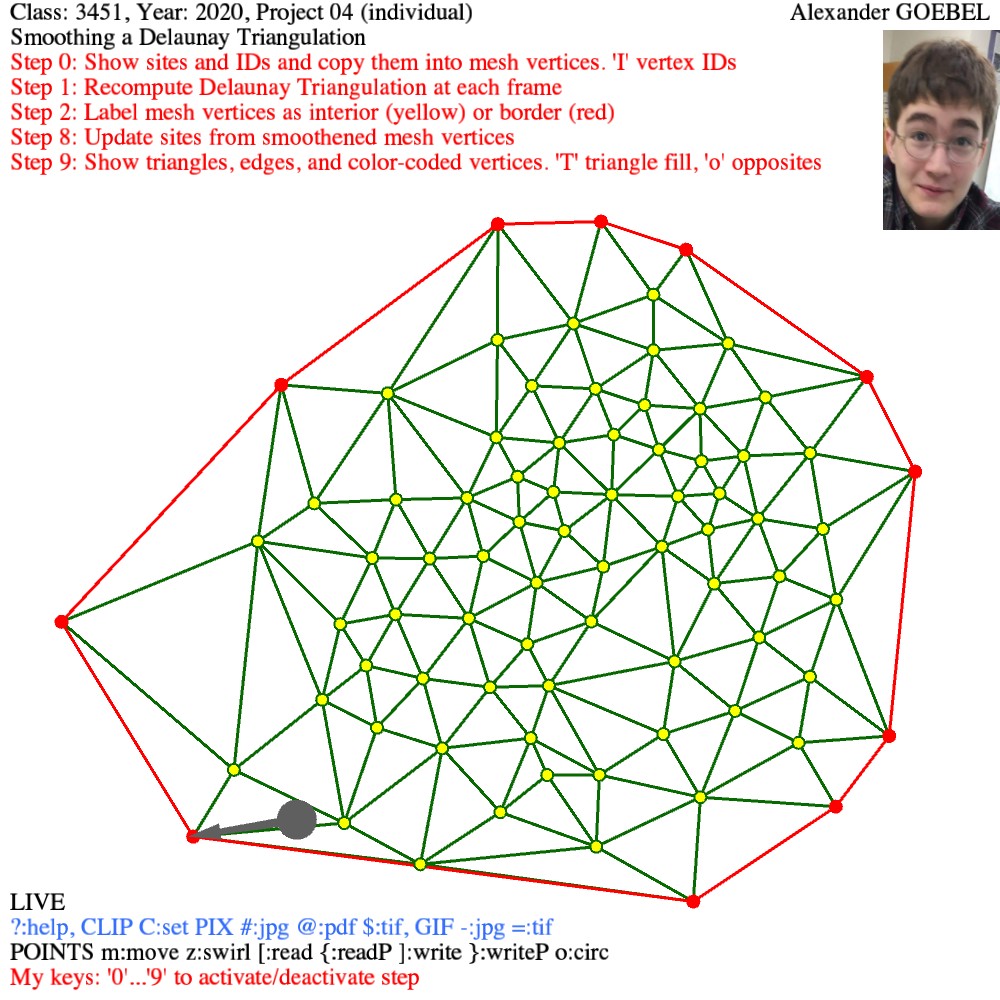 Class: 3451, Year: 2020, Project 04 (individual)
Alexander GOEBEL
Smoothing a Delaunay Triangulation
Step 0: Show sites and IDs and copy them into mesh vertices. 'I' vertex IDs
Step 1: Recompute Delaunay Triangulation at each frame
Step 2: Label mesh vertices as interior (yellow) or border (red)
Step 8: Update sites from smoothened mesh vertices
Step 9: Show triangles, edges, and color-coded vertices. 'T' triangle fill, 'o' opposites
LIVE
?:help, CLIP C:set PIX #:jpg @:pdf $:tif, GIF -:jpg =:tif
POINTS m:move z:swirl [:read {:readP ]:write }:writeP o:circ
My keys: '0'...'9' to activate/deactivate step